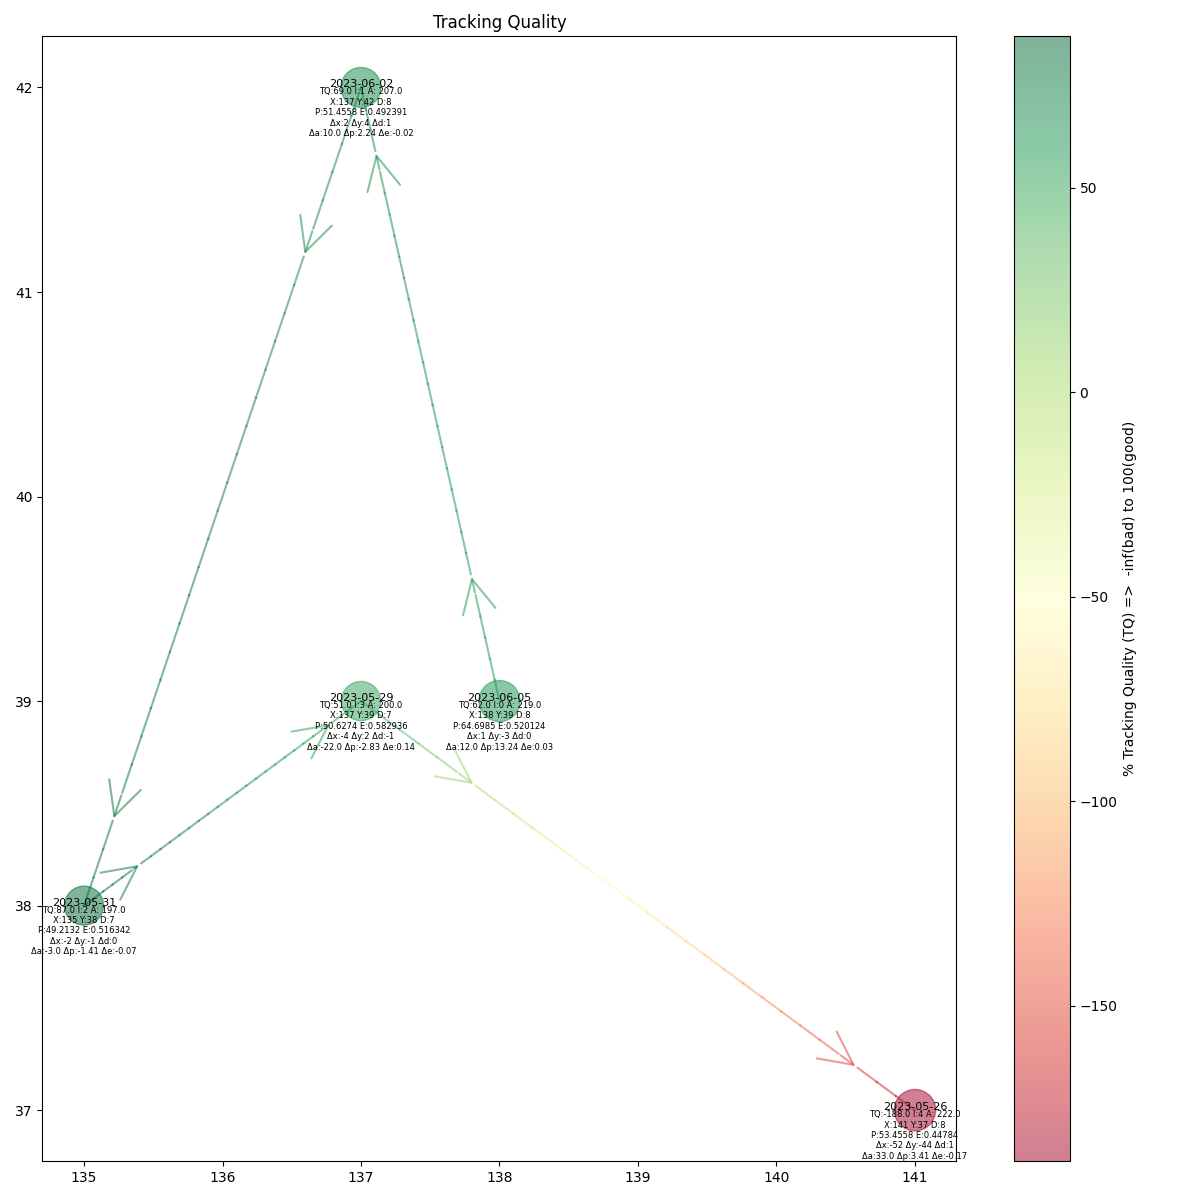 Tracking Quality
42
41
40
39
38
37
135
136
137
138
139
140
141
2023-06-02
TQ:69.0 I:1 A: 207.0
X:137 Y:42 D:8
P:51.4558 E:0.492391
Δx:2 Δy:4 Δd:1
Δa:10.0 Δp:2.24 Δe:-0.02
2023-05-29
TQ:51.0 I:3 A: 200.0
X:137 Y:39 D:7
P:50.6274 E:0.582936
Δx:-4 Δy:2 Δd:-1
Δa:-22.0 Δp:-2.83 Δe:0.14
2023-06-05
TQ:62.0 I:0 A: 219.0
X:138 Y:39 D:8
P:64.6985 E:0.520124
Δx:1 Δy:-3 Δd:0
Δa:12.0 Δp:13.24 Δe:0.03
2023-05-31
TQ:87.0 I:2 A: 197.0
X:135 Y:38 D:7
P:49.2132 E:0.516342
Δx:-2 Δy:-1 Δd:0
Δa:-3.0 Δp:-1.41 Δe:-0.07
2023-05-26
TQ:-188.0 I:4 A: 222.0
X:141 Y:37 D:8
P:53.4558 E:0.44784
Δx:-52 Δy:-44 Δd:1
Δa:33.0 Δp:3.41 Δe:-0.17
50
0
−50
−100
−150
% Tracking Quality (TQ) => -inf(bad) to 100(good)